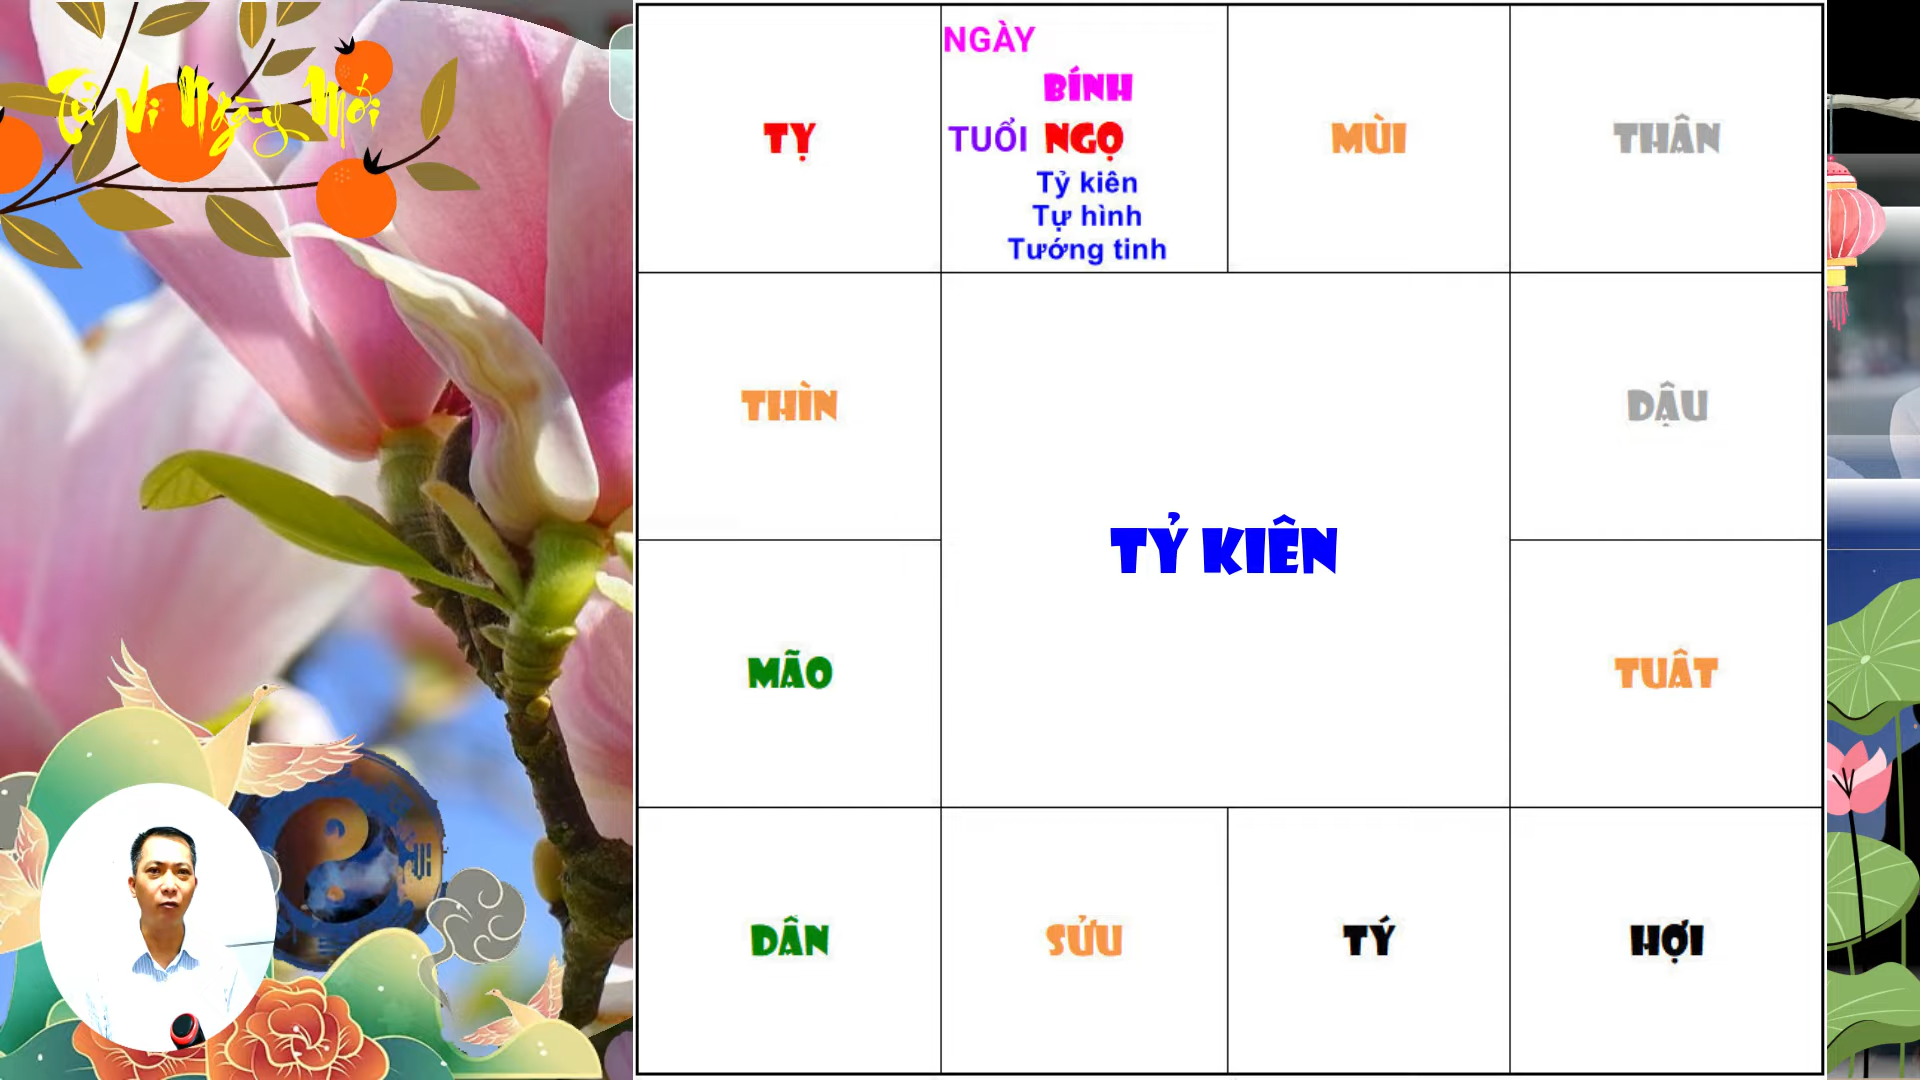 Tử Vi Ngày Mới
TỴ
NGÀY
BÍNH
TUỔI NGỌ
Tỷ kiên
Tự hình
Tướng tinh
MÙI
THÂN
THÌN
DẬU
TỶ KIÊN
MÃO
TUẤT
DẦN
SỬU
TÝ
HỢI